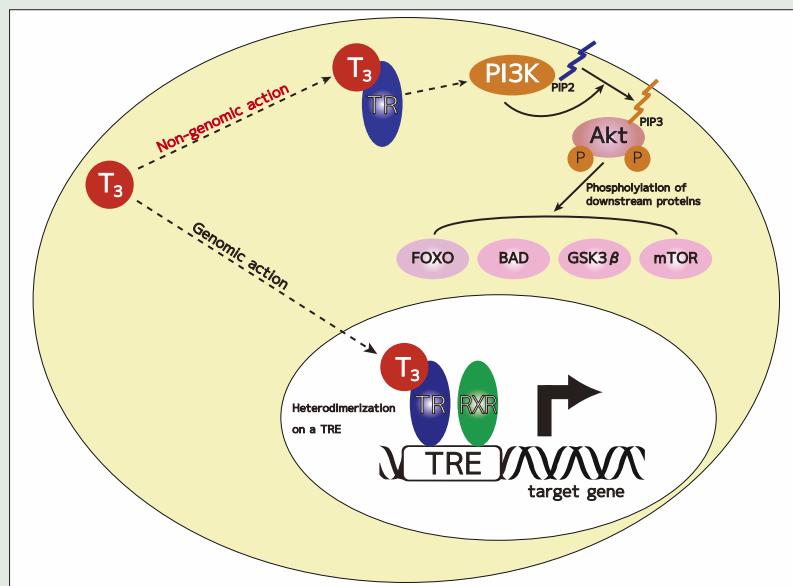 T3
TR
PI3K
PIP2
PIP3
Akt
P
P
Non-genomic action
T3
Phospholylation of
downstream proteins
Genomic action
FOXO
BAD
GSK3β
mTOR
T3
TR
RXR
Heterodimerization
on a TRE
TRE
target gene